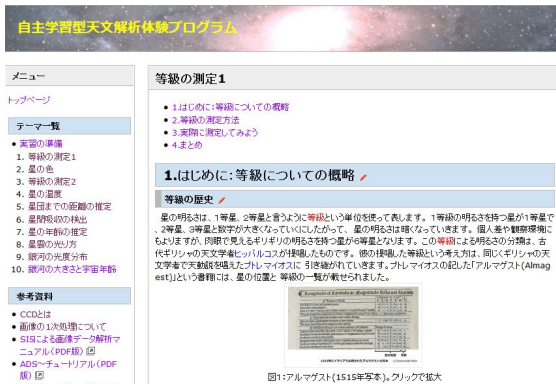 自主学習型天文解析体験プログラム
メニュー
トップページ
テーマ一覧
実習の準備
1. 等級の測定1
2. 星の色
3. 等級の測定2
4. 星の温度
5. 星団までの距離の推定
6. 星間吸収の検出
7. 星の年齢の推定
8. 星雲の光り方
9. 銀河の光度分布
10. 銀河の大きさと宇宙年齢
参考資料
CCDとは
画像の1次処理について
SISによる画像データ解析マ
ニュアル(PDF版)
ADS〜チュートリアル(PDF
版)
等級の測定1
1.はじめに:等級についての概略
2.等級の測定方法
3.実際に測定してみよう
4.まとめ
1.はじめに:等級についての概略
等級の歴史
星の明るさは、1等星、2等星と言うように等級という単位を使って表します。1等級の明るさを持つ星が1等星で
、2等星、3等星と数字が大きくなっていくにしたがって、星の明るさは暗くなっていきます。個人差や観察環境に
もよりますが、肉眼で見えるギリギリの明るさを持つ星が6等星となります。この等級による明るさの分類は、古
代ギリシャの天文学者ヒッパルコスが提唱したものです。彼の提唱した等級という考え方は、同じくギリシャの天
文学者で天動説を唱えたプトレマイオスに引き継がれていきます。プトレマイオスの記した「アルマゲスト(Almag
est)」という書籍には、星の位置と等級の一覧が載せられました。
図1:アルマゲスト(1515年写本)。クリックで拡大